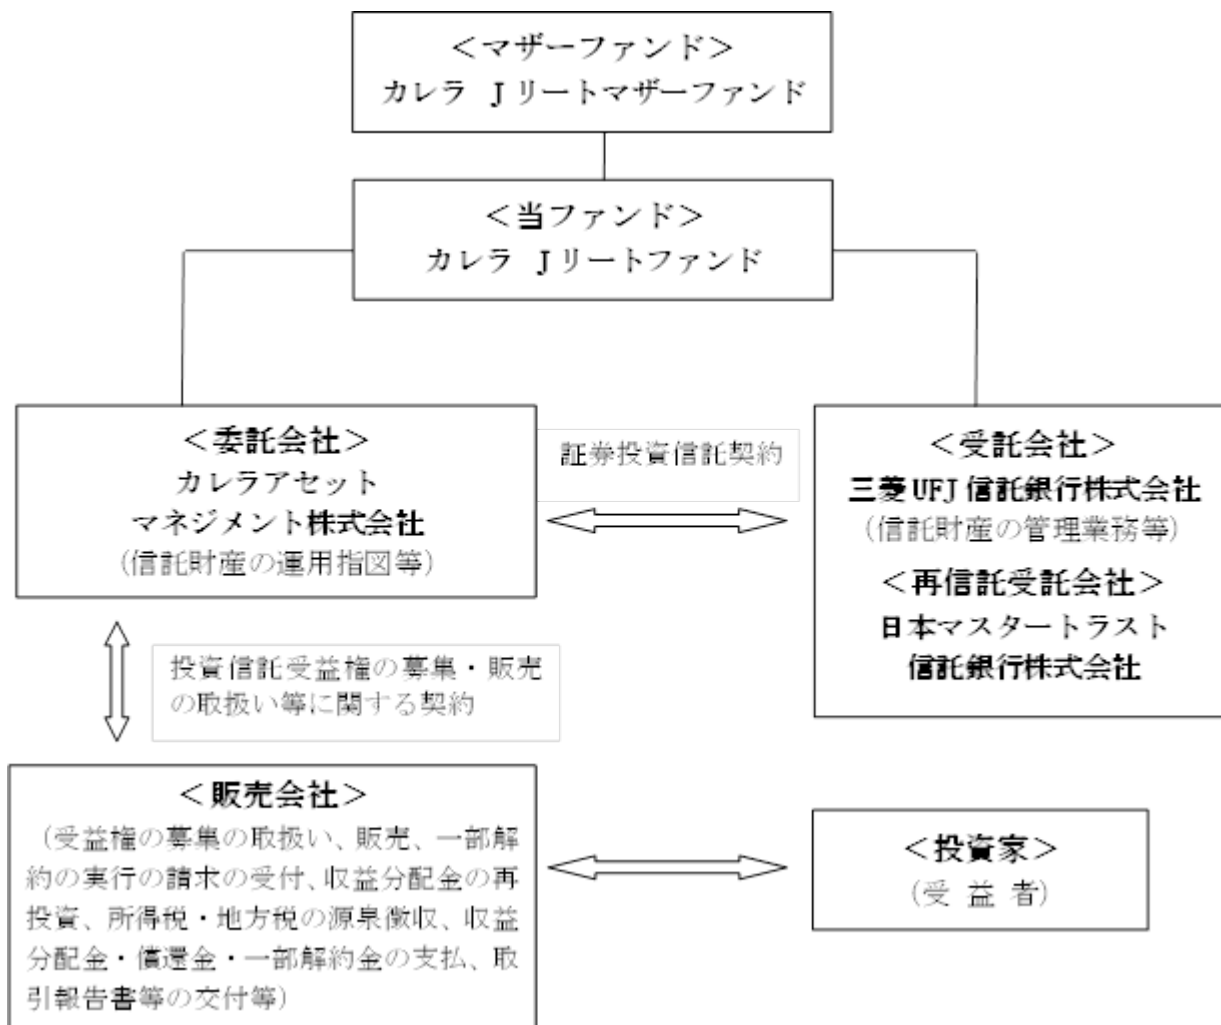 ＜マザーファンド＞
カレラ Jリートマザーファンド
＜当ファンド＞
カレラ Jリートファンド
＜委託会社＞
カレラアセット
マネジメント株式会社
（信託財産の運用指図等）
証券投資信託契約
＜受託会社＞
三菱UFJ信託銀行株式会社
（信託財産の管理業務等）
＜再信託受託会社＞
日本マスタートラスト
信託銀行株式会社
投資信託受益権の募集・販売
の取扱い等に関する契約
＜販売会社＞
（受益権の募集の取扱い、販売、一部解
約の実行の請求の受付、収益分配金の再
投資、所得税・地方税の源泉徴収、収益
分配金・償還金・一部解約金の支払、取
引報告書等の交付等）
＜投資家＞
（受 益 者）